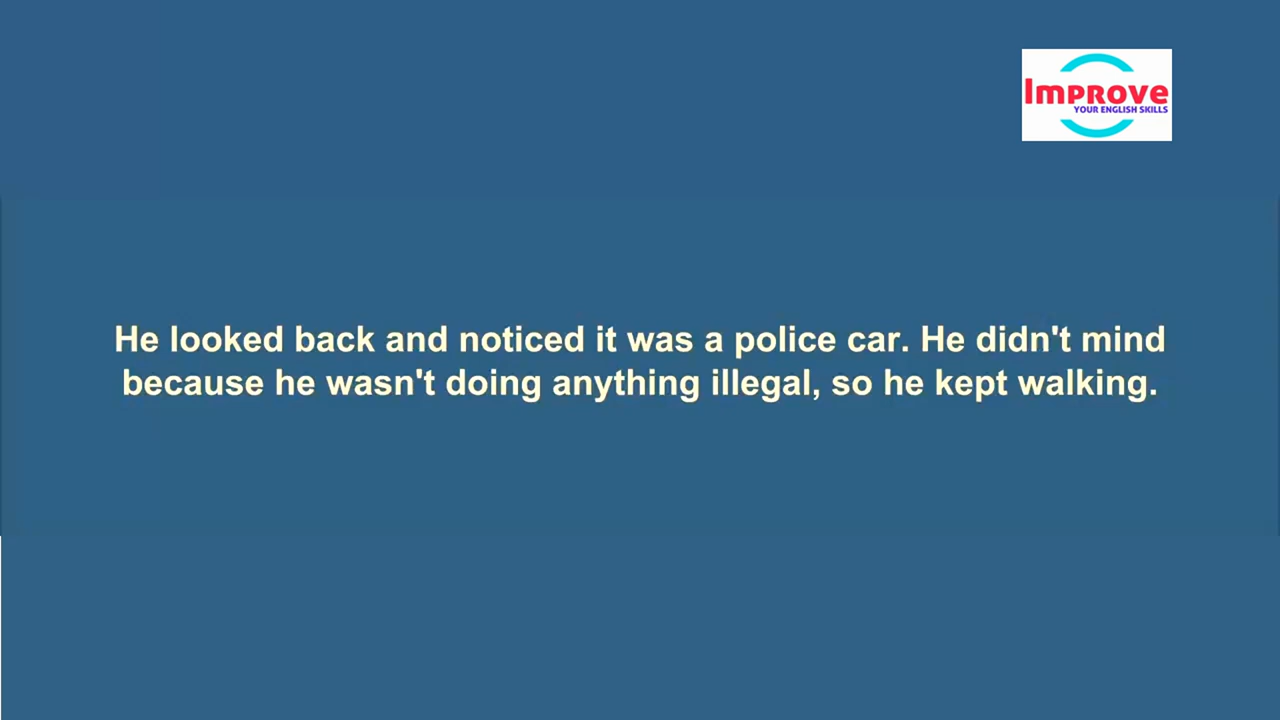 Improve
YOUR ENGLISH SKILLS
He looked back and noticed it was a police car. He didn't mind
because he wasn't doing anything illegal, so he kept walking.